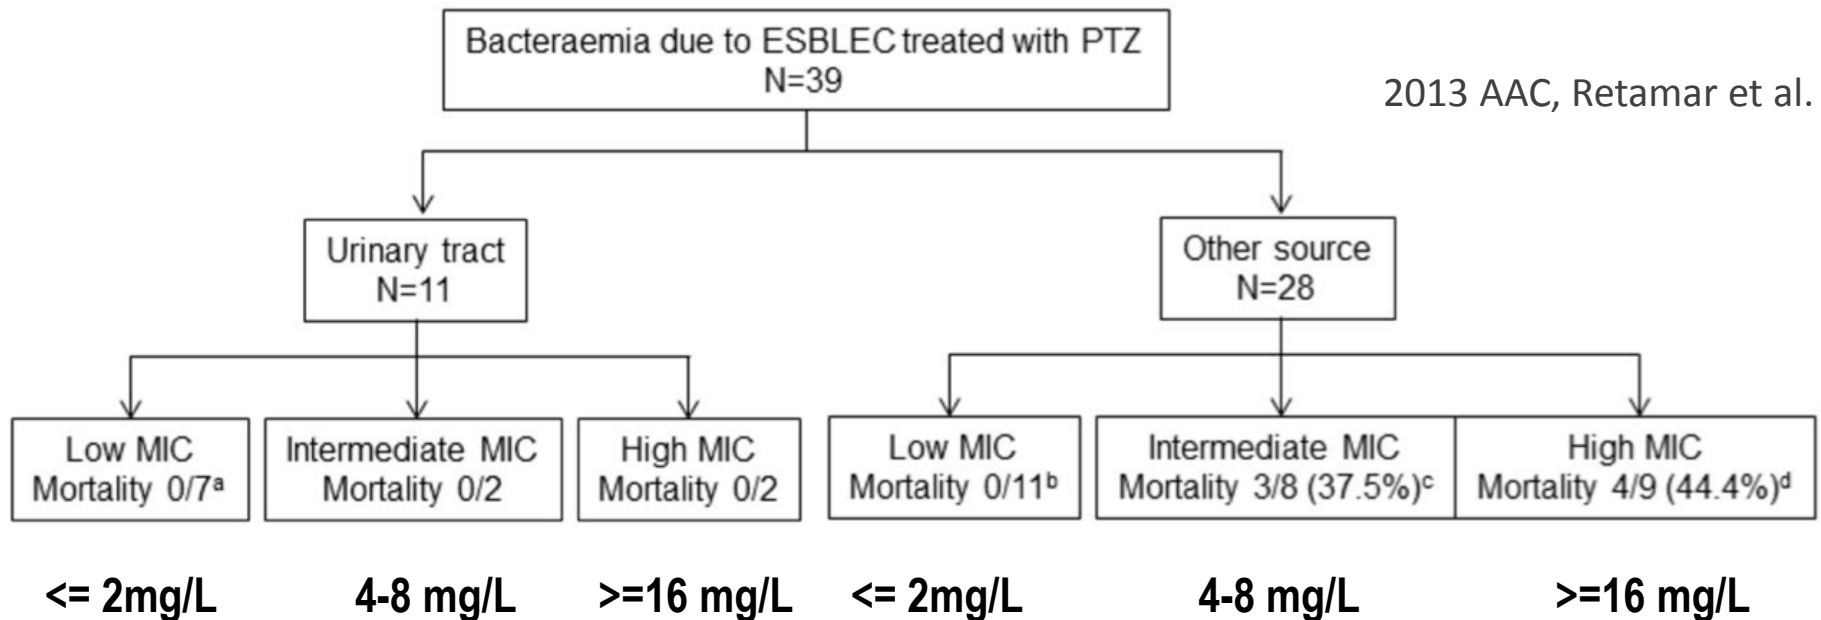 Bacteraemia due to ESBLEC treated with PTZ
N=39
2013 AAC, Retamar et al.
Urinary tract
N=11
Other source
N=28
Low MIC
Mortality 0/7ᵃ
Intermediate MIC
Mortality 0/2
High MIC
Mortality 0/2
Low MIC
Mortality 0/11ᵇ
Intermediate MIC
Mortality 3/8 (37.5%)ᶜ
High MIC
Mortality 4/9 (44.4%)ᵈ
<= 2mg/L
4-8 mg/L
>=16 mg/L
<= 2mg/L
4-8 mg/L
>=16 mg/L